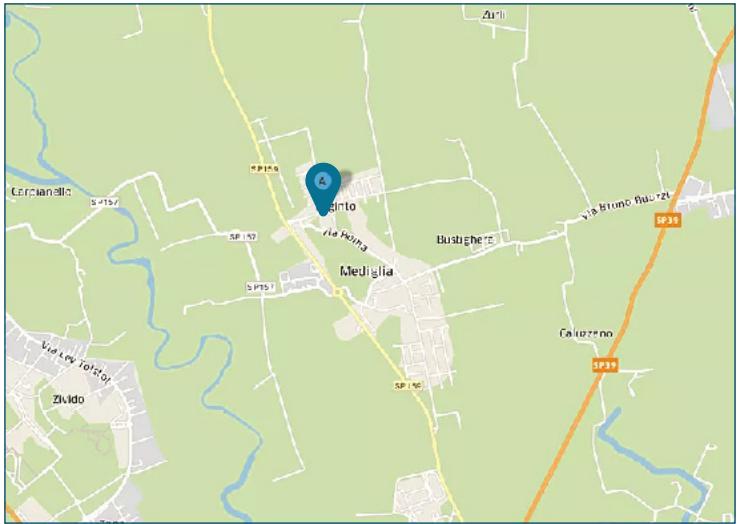 Zurli
SP159
A
Carpianello
SP157
ginto
Via Bruno Buozzi
SP39
Via Roma
SP157
Bustighera
Mediglia
SP157
Caluzzano
Via Lev Tolstoj
SP39
SP159
Zivido